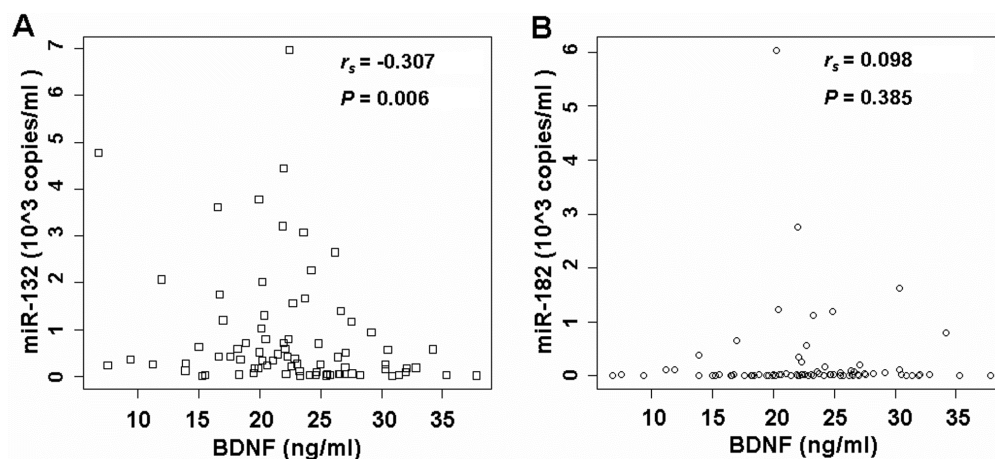 A
r_s = -0.307
P = 0.006
7
6
5
4
3
2
1
0
miR-132 (10^3 copies/ml )
10 15 20 25 30 35
BDNF (ng/ml)
B
r_s = 0.098
P = 0.385
6
5
4
3
2
1
0
miR-182 (10^3 copies/ml )
10 15 20 25 30 35
BDNF (ng/ml)